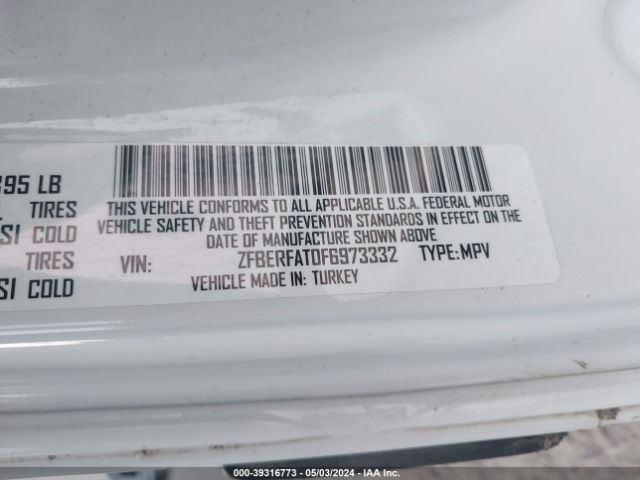 395 LB
TIRES
SI COLD
TIRES
SI COLD
THIS VEHICLE CONFORMS TO ALL APPLICABLE U.S.A. FEDERAL MOTOR
VEHICLE SAFETY AND THEFT PREVENTION STANDARDS IN EFFECT ON THE
DATE OF MANUFACTURE SHOWN ABOVE
VIN: ZFBERFAT0F6973332 TYPE:MPV
VEHICLE MADE IN: TURKEY
00-39316773 - 05/03/2024 - IAA Inc.